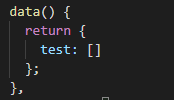 data() {
return {
test: []
};
},